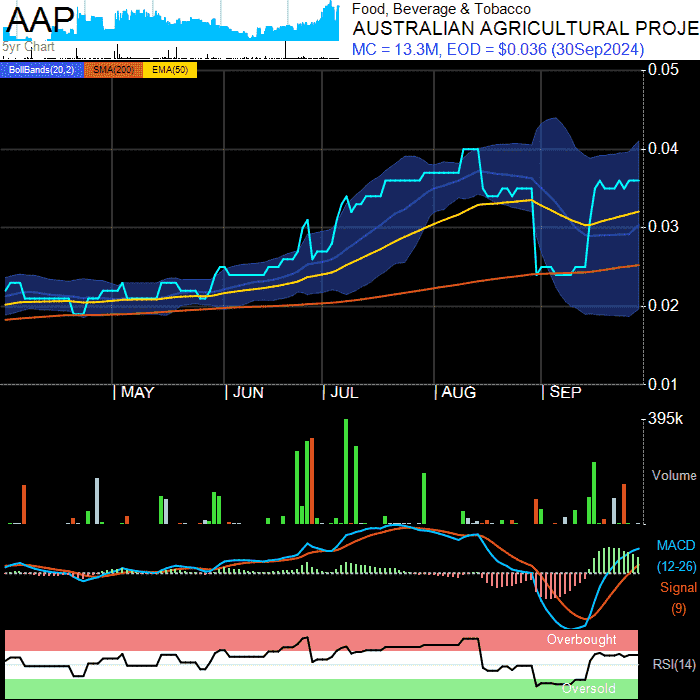 AAP
5yr Chart
Food, Beverage & Tobacco
AUSTRALIAN AGRICULTURAL PROJE
MC = 13.3M, EOD = $0.036 (30Sep2024)
BollBands(20,2) SMA(200) EMA(50)
0.05
0.04
0.03
0.02
0.01
MAY JUN JUL AUG SEP
395k
Volume
MACD
(12-26)
Signal
(9)
Overbought
RSI(14)
Oversold